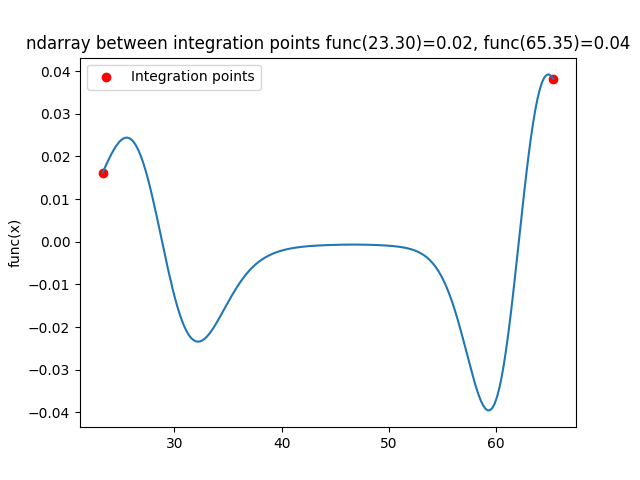 ndarray between integration points func(23.30)=0.02, func(65.35)=0.04
Integration points
func(x)
0.04
0.03
0.02
0.01
0.00
−0.01
−0.02
−0.03
−0.04
30 40 50 60